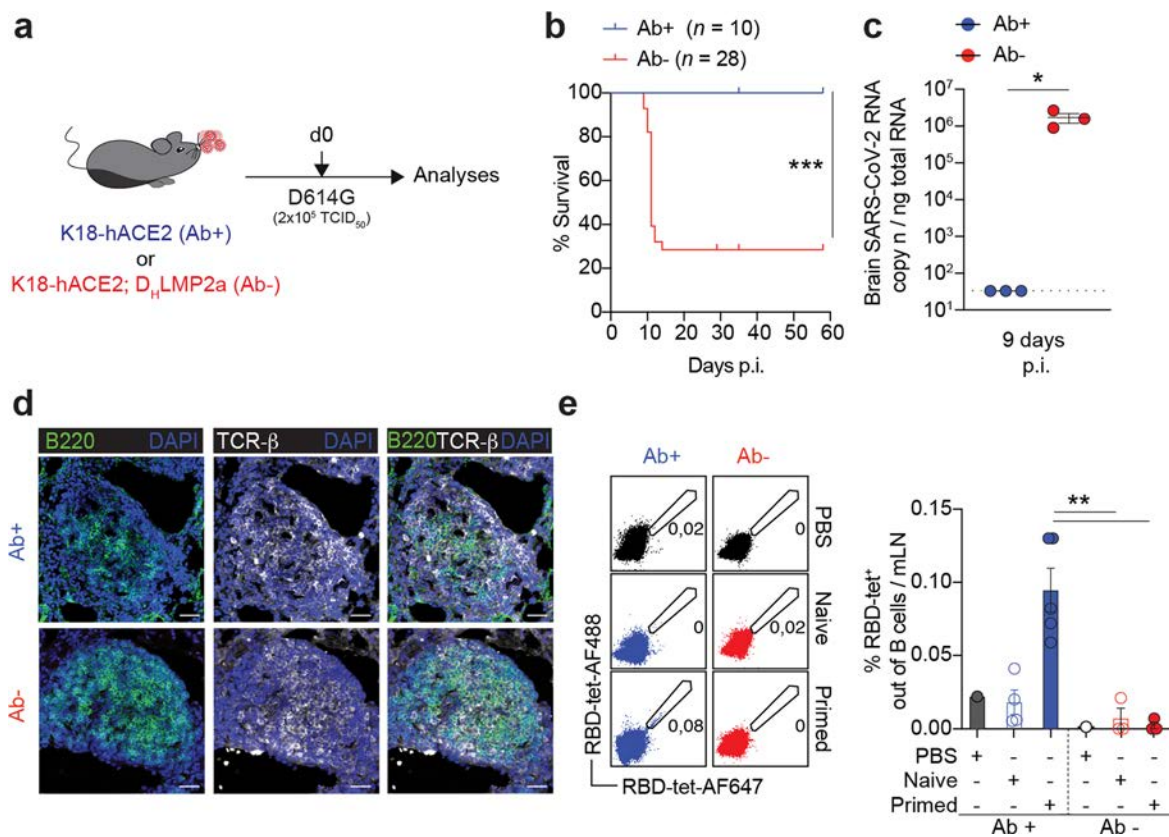 a
d0
D614G
(2x10⁵ TCID₅₀)
Analyses
K18-hACE2 (Ab+)
or
K18-hACE2; DHLMP2a (Ab-)
b
Ab+ (n = 10)
Ab- (n = 28)
% Survival
100
80
60
40
20
0
***
0 10 20 30 40 50 60
Days p.i.
c
Ab+
Ab-
Brain SARS-CoV-2 RNA
copy n / ng total RNA
*
10⁷
10⁶
10⁵
10⁴
10³
10²
10¹
9 days
p.i.
d
B220 DAPI
TCR-β DAPI
B220TCR-βDAPI
Ab+
Ab-
e
Ab+ Ab-
0,02 0 PBS
0 0,02 Naive
0,08 0 Primed
RBD-tet-AF488
RBD-tet-AF647
% RBD-tet⁺
out of B cells / mLN
**
0.15
0.10
0.05
0.00
PBS + - - + - -
Naive - + - - + -
Primed - - + - - +
Ab + Ab -